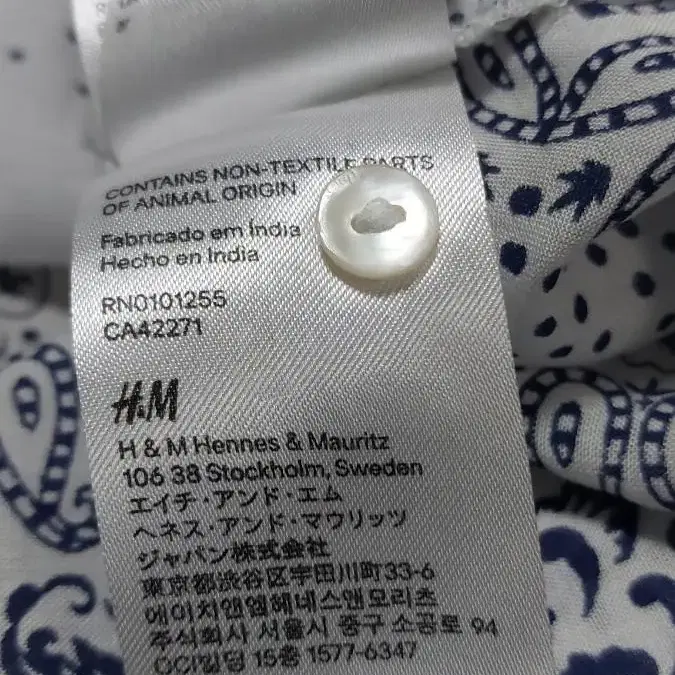 CONTAINS NON-TEXTILE PARTS
OF ANIMAL ORIGIN
Fabricado em Índia
Hecho en India
RN0101255
CA42271
H&M
H & M Hennes & Mauritz
106 38 Stockholm, Sweden
エイチ・アンド・エム
ヘネス・アンド・マウリッツ
ジャパン株式会社
東京都渋谷区宇田川町33-6
에이치앤엠헤네스앤모리츠
주식회사 서울시 중구 소공로 94
OCI빌딩 15층 1577-6347